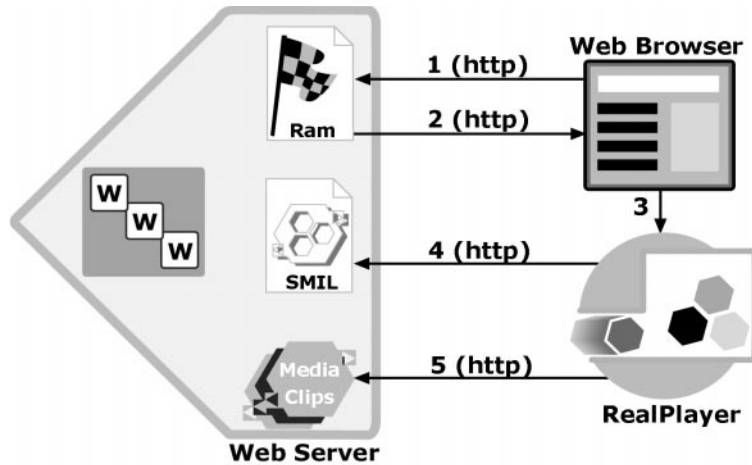 Web Browser
1 (http)
Ram
2 (http)
W
W
W
3
SMIL
4 (http)
Media
Clips
5 (http)
RealPlayer
Web Server